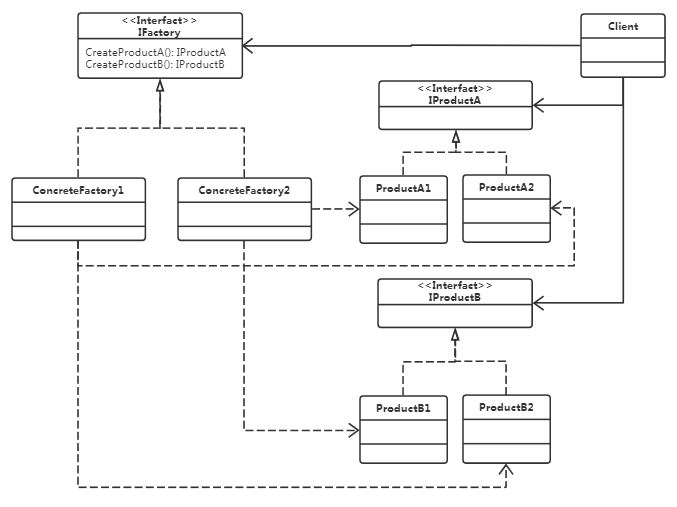 <<Interfact>>
IFactory
CreateProductA(): IProductA
CreateProductB(): IProductB
Client
<<Interfact>>
IProductA
ConcreteFactory1
ConcreteFactory2
ProductA1
ProductA2
<<Interfact>>
IProductB
ProductB1
ProductB2